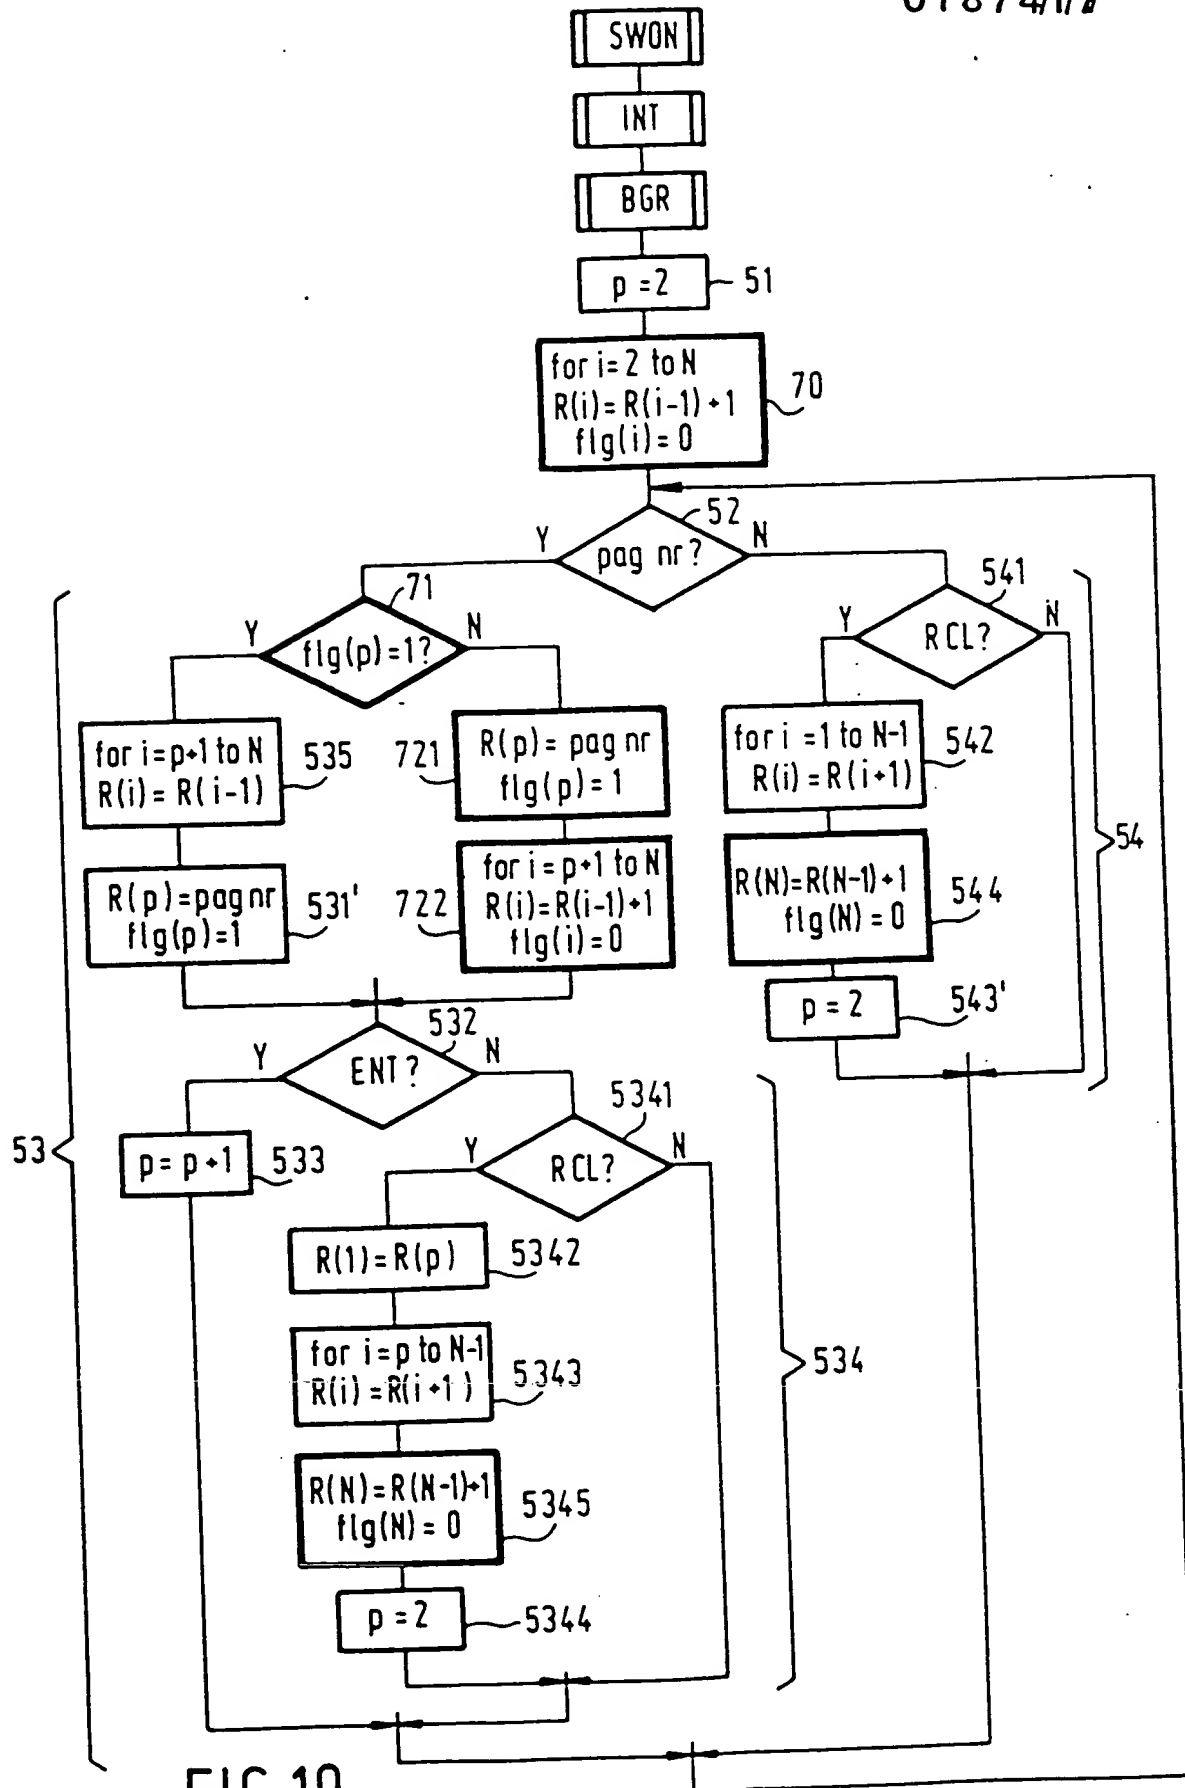 SWON
INT
BGR
p = 2
51
for i = 2 to N
R(i) = R(i-1) + 1
flg(i) = 0
70
52
Y
pag nr?
N
71
Y
flg(p) = 1?
N
541
Y
RCL?
N
for i = p+1 to N
R(i) = R(i-1)
535
721
R(p) = pag nr
flg(p) = 1
for i = 1 to N-1
R(i) = R(i+1)
542
54
R(p) = pag nr
flg(p) = 1
531'
722
for i = p+1 to N
R(i) = R(i-1) + 1
flg(i) = 0
R(N) = R(N-1) + 1
flg(N) = 0
544
p = 2
543'
532
Y
ENT?
N
53
p = p + 1
533
5341
Y
RCL?
N
R(1) = R(p)
5342
for i = p to N-1
R(i) = R(i+1)
5343
534
R(N) = R(N-1) + 1
flg(N) = 0
5345
p = 2
5344
FIG.10